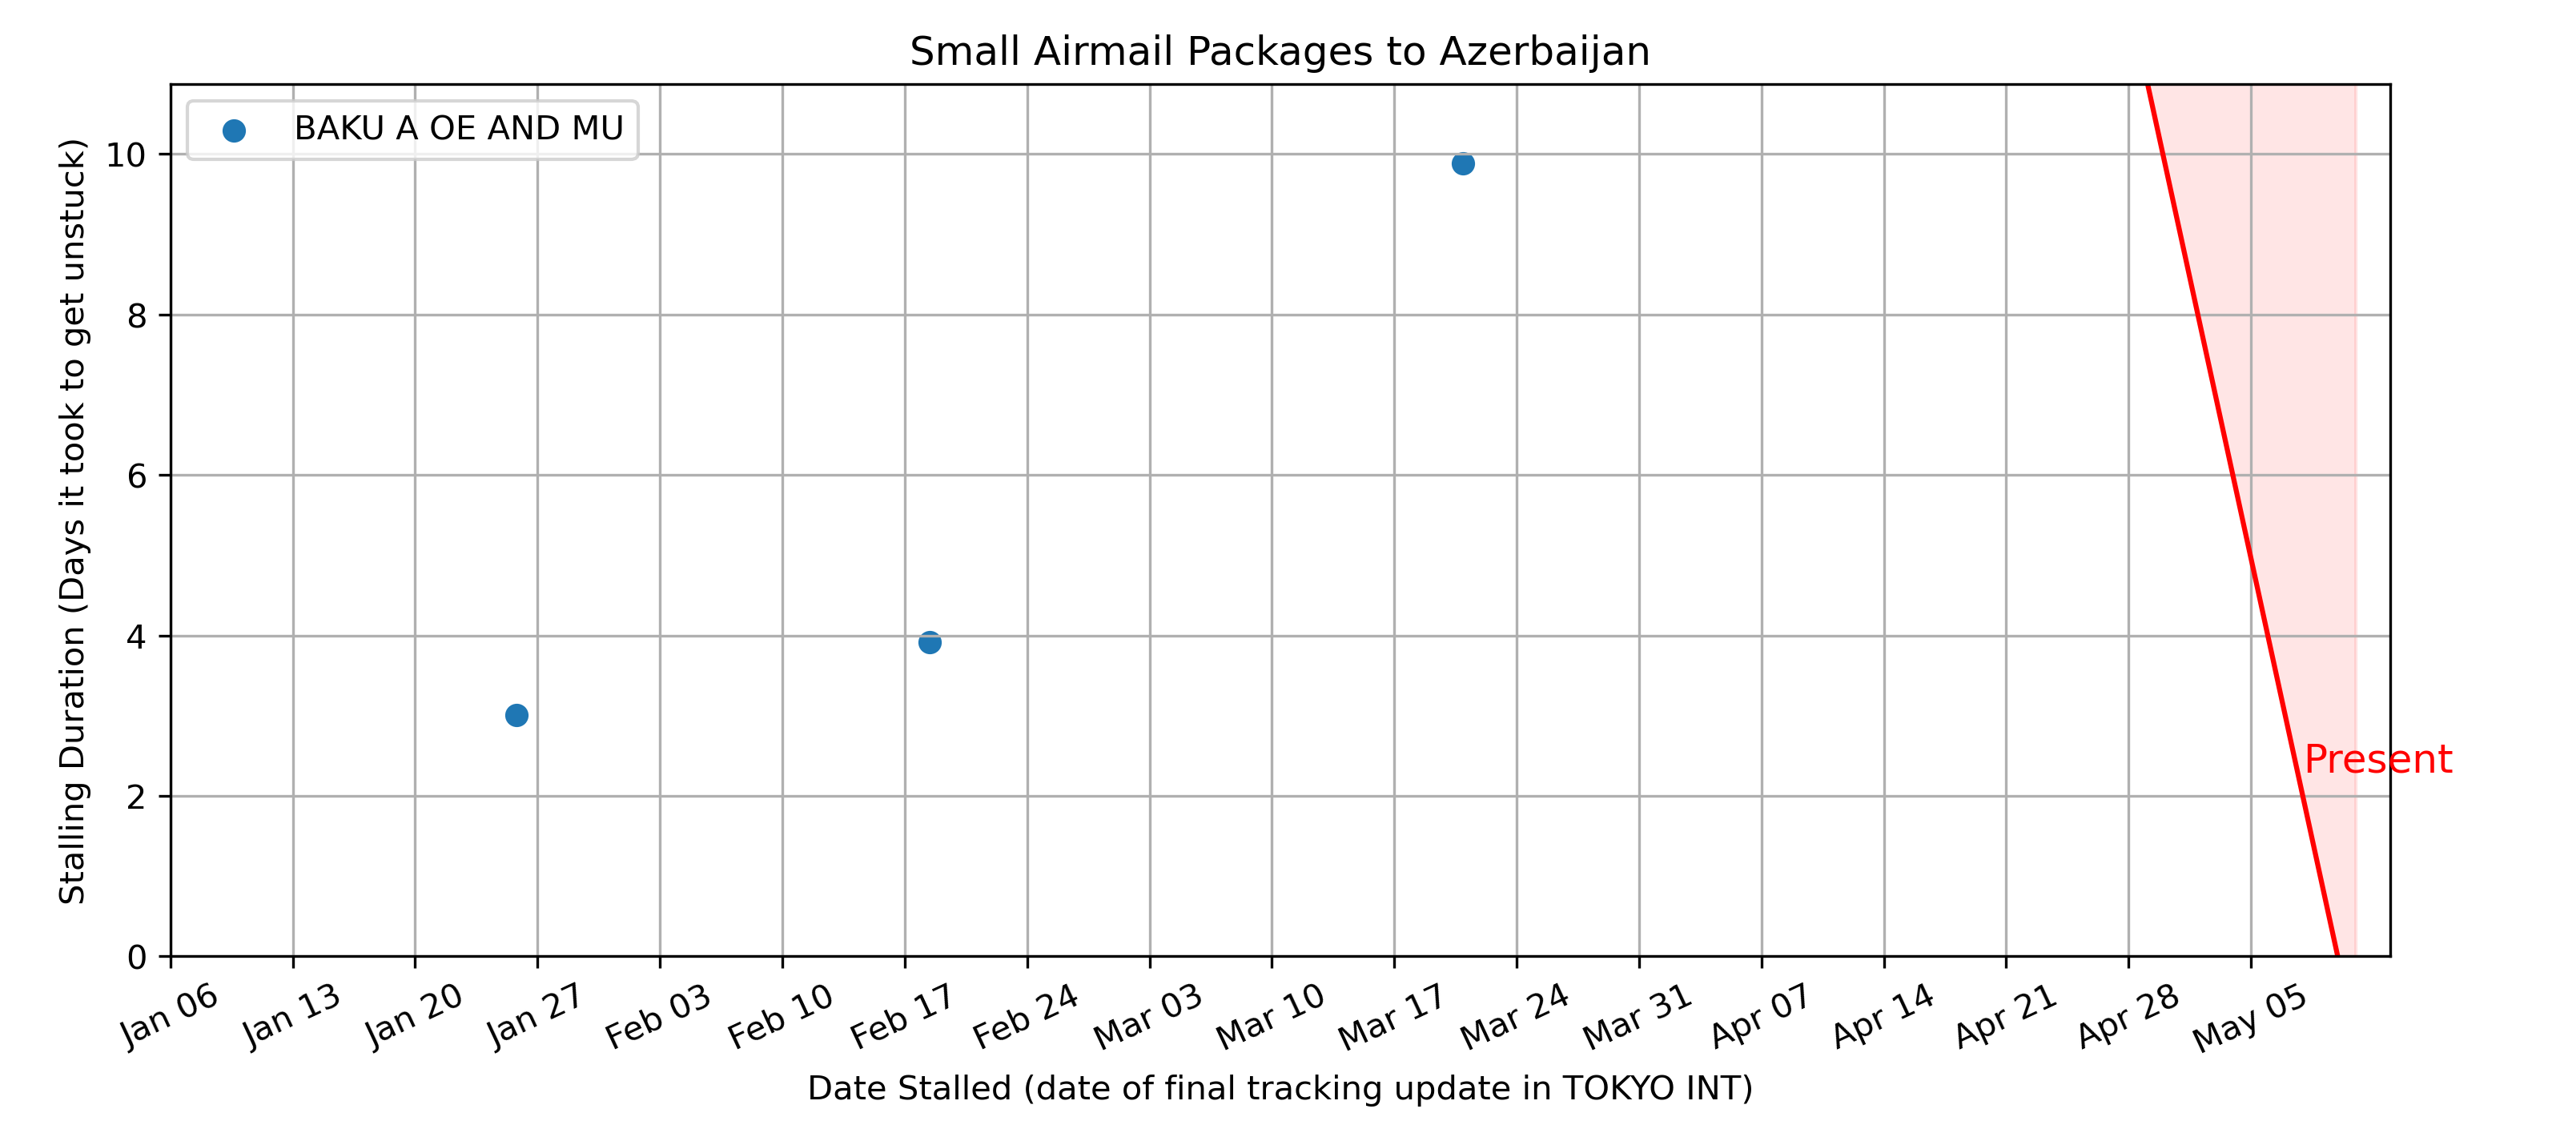 Small Airmail Packages to Azerbaijan
BAKU A OE AND MU
Stalling Duration (Days it took to get unstuck)
10
8
6
4
2
0
Present
Jan 06
Jan 13
Jan 20
Jan 27
Feb 03
Feb 10
Feb 17
Feb 24
Mar 03
Mar 10
Mar 17
Mar 24
Mar 31
Apr 07
Apr 14
Apr 21
Apr 28
May 05
Date Stalled (date of final tracking update in TOKYO INT)